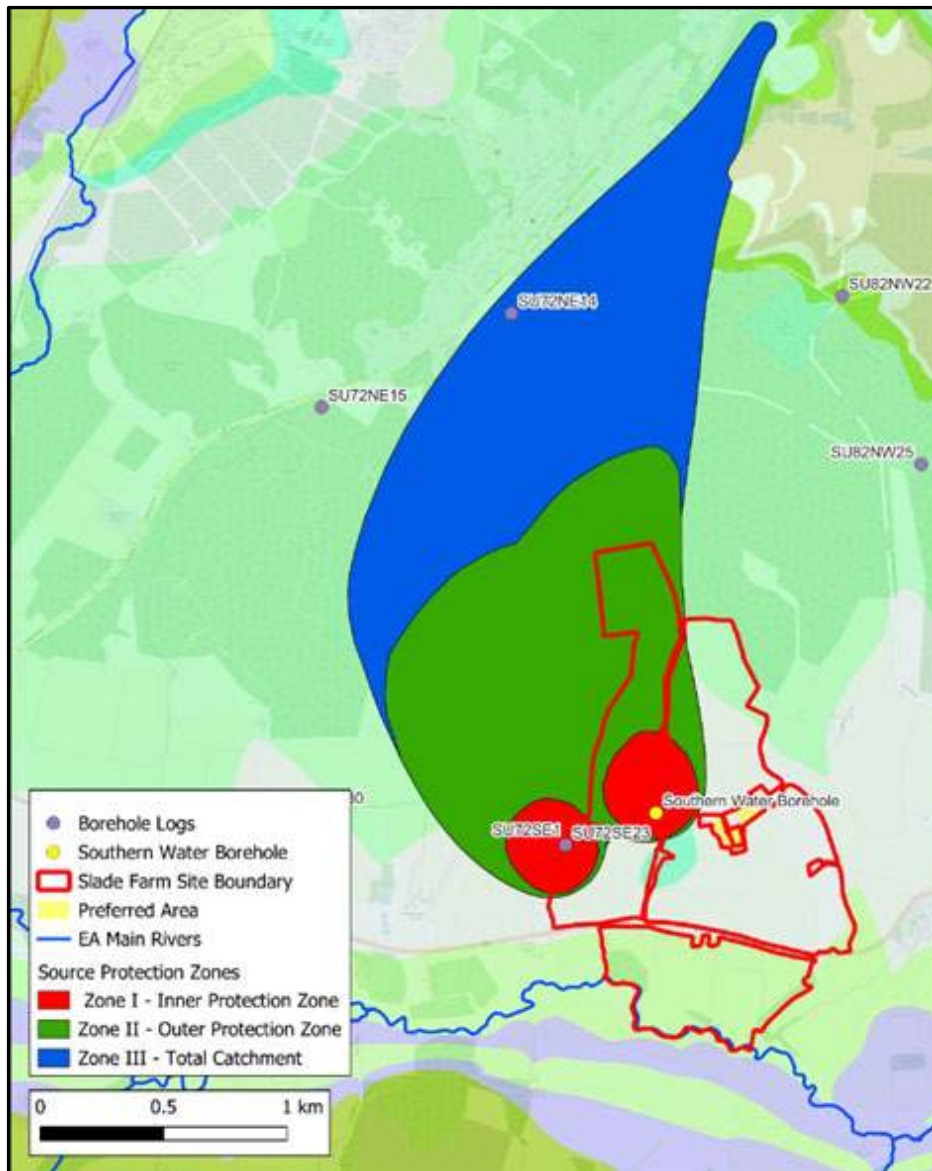 SU82NW22
SU72NE14
SU72NE15
SU82NW25
Southern Water Borehole
SU72SE1
SU72SE23
Borehole Logs
Southern Water Borehole
Slade Farm Site Boundary
Preferred Area
EA Main Rivers
Source Protection Zones
Zone I - Inner Protection Zone
Zone II - Outer Protection Zone
Zone III - Total Catchment
0 0.5 1 km